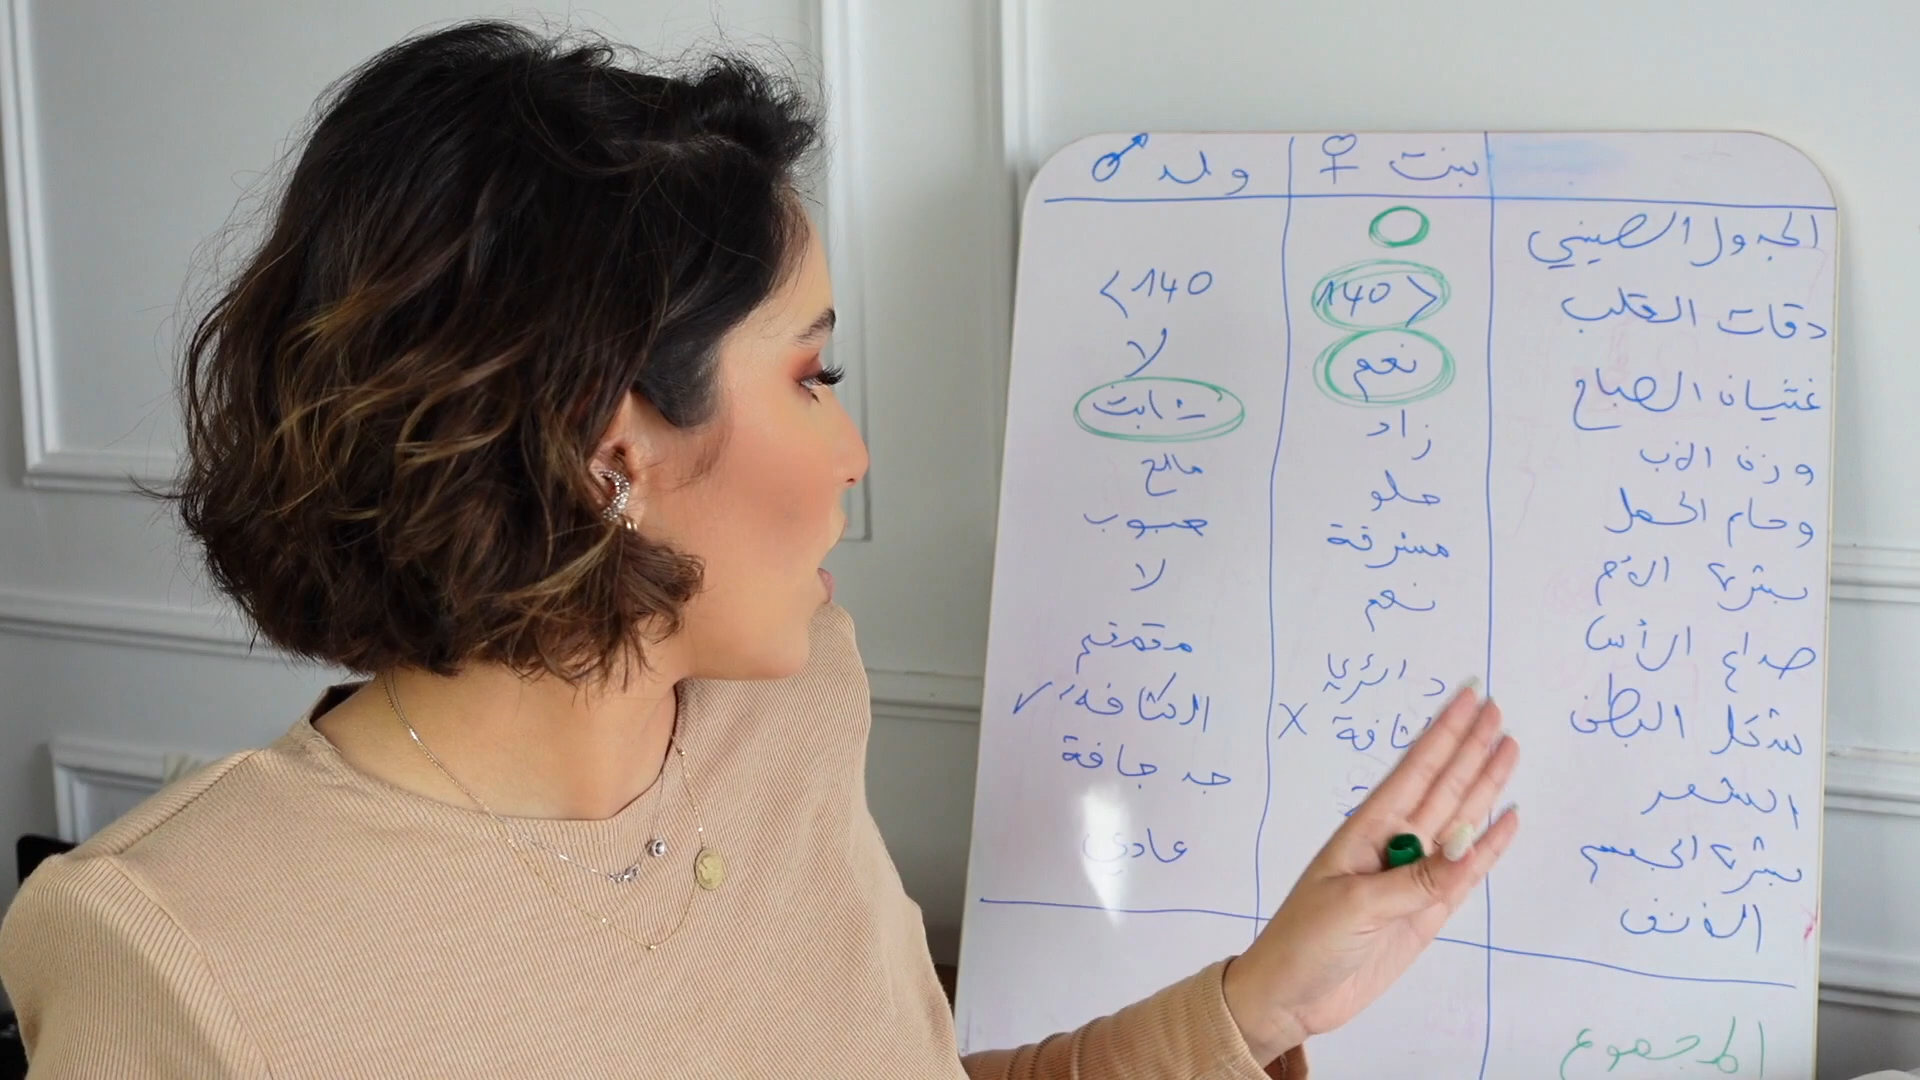 بنت ♀ ولد ♂
الجدول الصيني
دقات القلب 140 > 140 <
غثيان الصباح نعم لا
وزن الأب زاد ثابت
وحام الحمل حلو مالح
بشرة الأم مشرقة حبوب
صداع الرأس نعم لا
شكل البطن دائري
الشعر X الكثافة ✓
بشرة الجسم جد جافة
الأنف عادي
المجموع